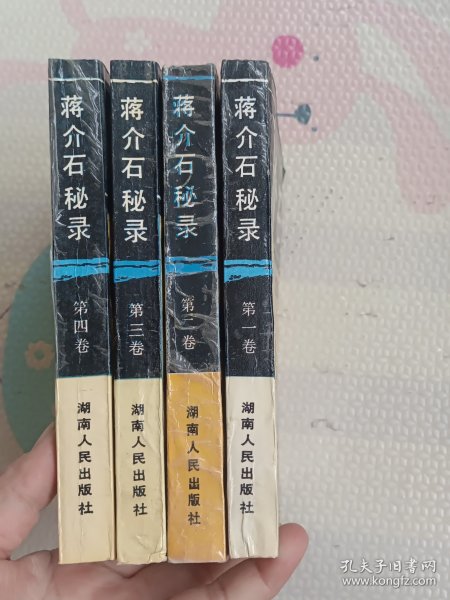 蒋介石秘录
第四卷
湖南人民出版社
蒋介石秘录
第三卷
湖南人民出版社
蒋介石秘录
第二卷
湖南人民出版社
蒋介石秘录
第一卷
湖南人民出版社
孔夫子旧书网
www.kongfz.com